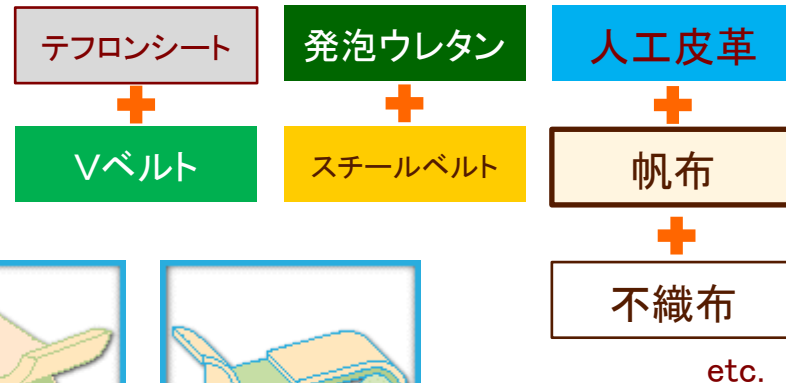 テフロンシート
発泡ウレタン
人工皮革
Vベルト
スチールベルト
帆布
不織布
etc.